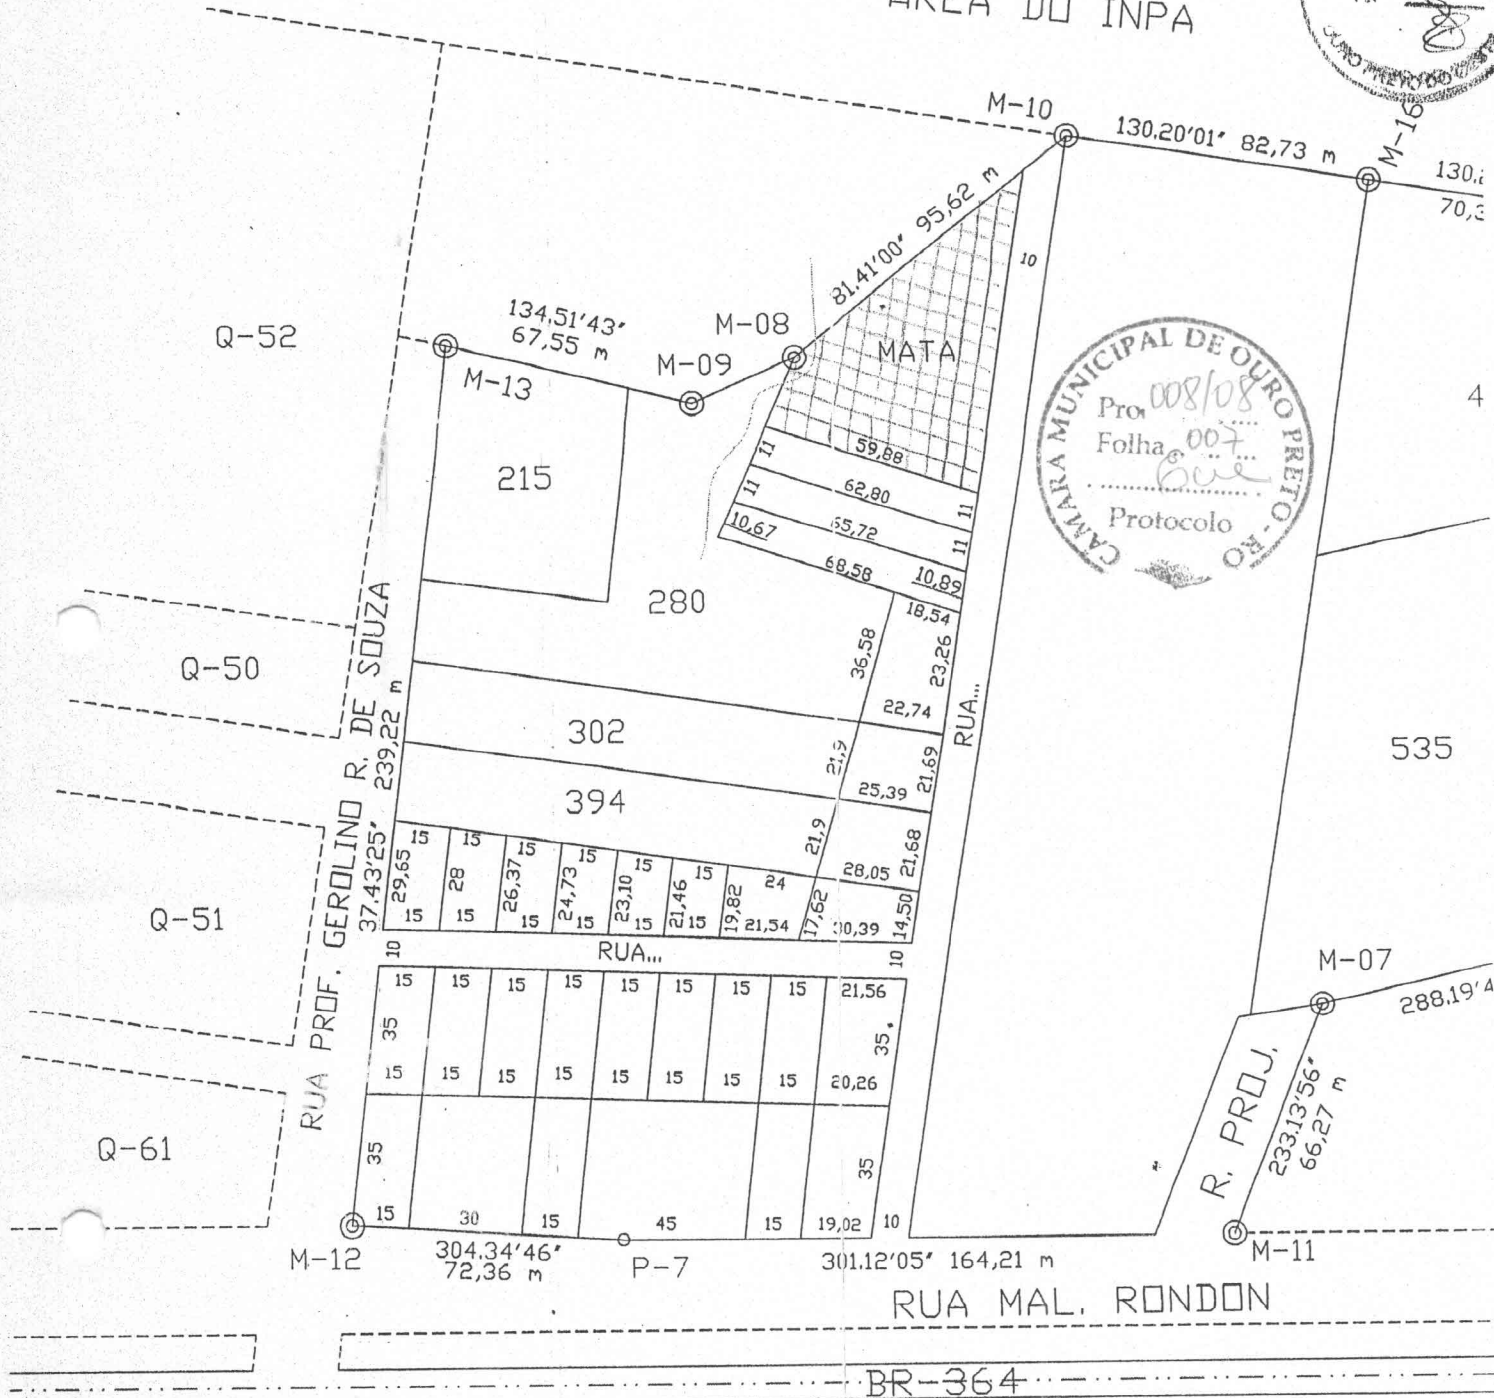 ÁREA DO INPA
M-10
130.20'01" 82,73 m
M-16
81.41'00" 95,62 m
10
Q-52
134.51'43"
67,55 m
M-08
M-09
M-13
MATA
CÂMARA MUNICIPAL DE OURO PRETO - RO
Pro. 008/08
Folha 007
Protocolo
4
215
59,88
11
62,80
11
11
65,72
11
10,67
68,58
10,89
18,54
280
36,58
23,26
22,74
RUA...
Q-50
302
21,9
21,69
25,39
535
394
21,9
21,68
28,05
RUA PROF. GEROLINO R. DE SOUZA
37.43'25" 239,22 m
15 15 15 15 15 15 24
29,65 28 26,37 24,73 23,10 21,46 19,82 17,62 14,50
15 15 15 15 15 15 21,54 30,39
Q-51
10 RUA... 10
15 15 15 15 15 15 15 15 21,56
35 35
15 15 15 15 15 15 15 15 20,26
M-07
288.19'4
R. PROJ.
233.13'56"
66,27 m
Q-61
35 35
15 30 15 45 15 19,02 10
M-12
304.34'46"
72,36 m
P-7
301.12'05" 164,21 m
M-11
RUA MAL. RONDON
BR-364